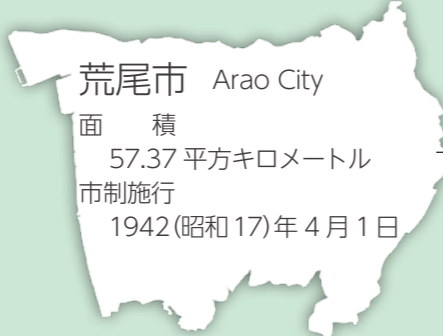 荒尾市 Arao City
面　積
57.37 平方キロメートル
市制施行
1942(昭和 17)年 4 月 1 日